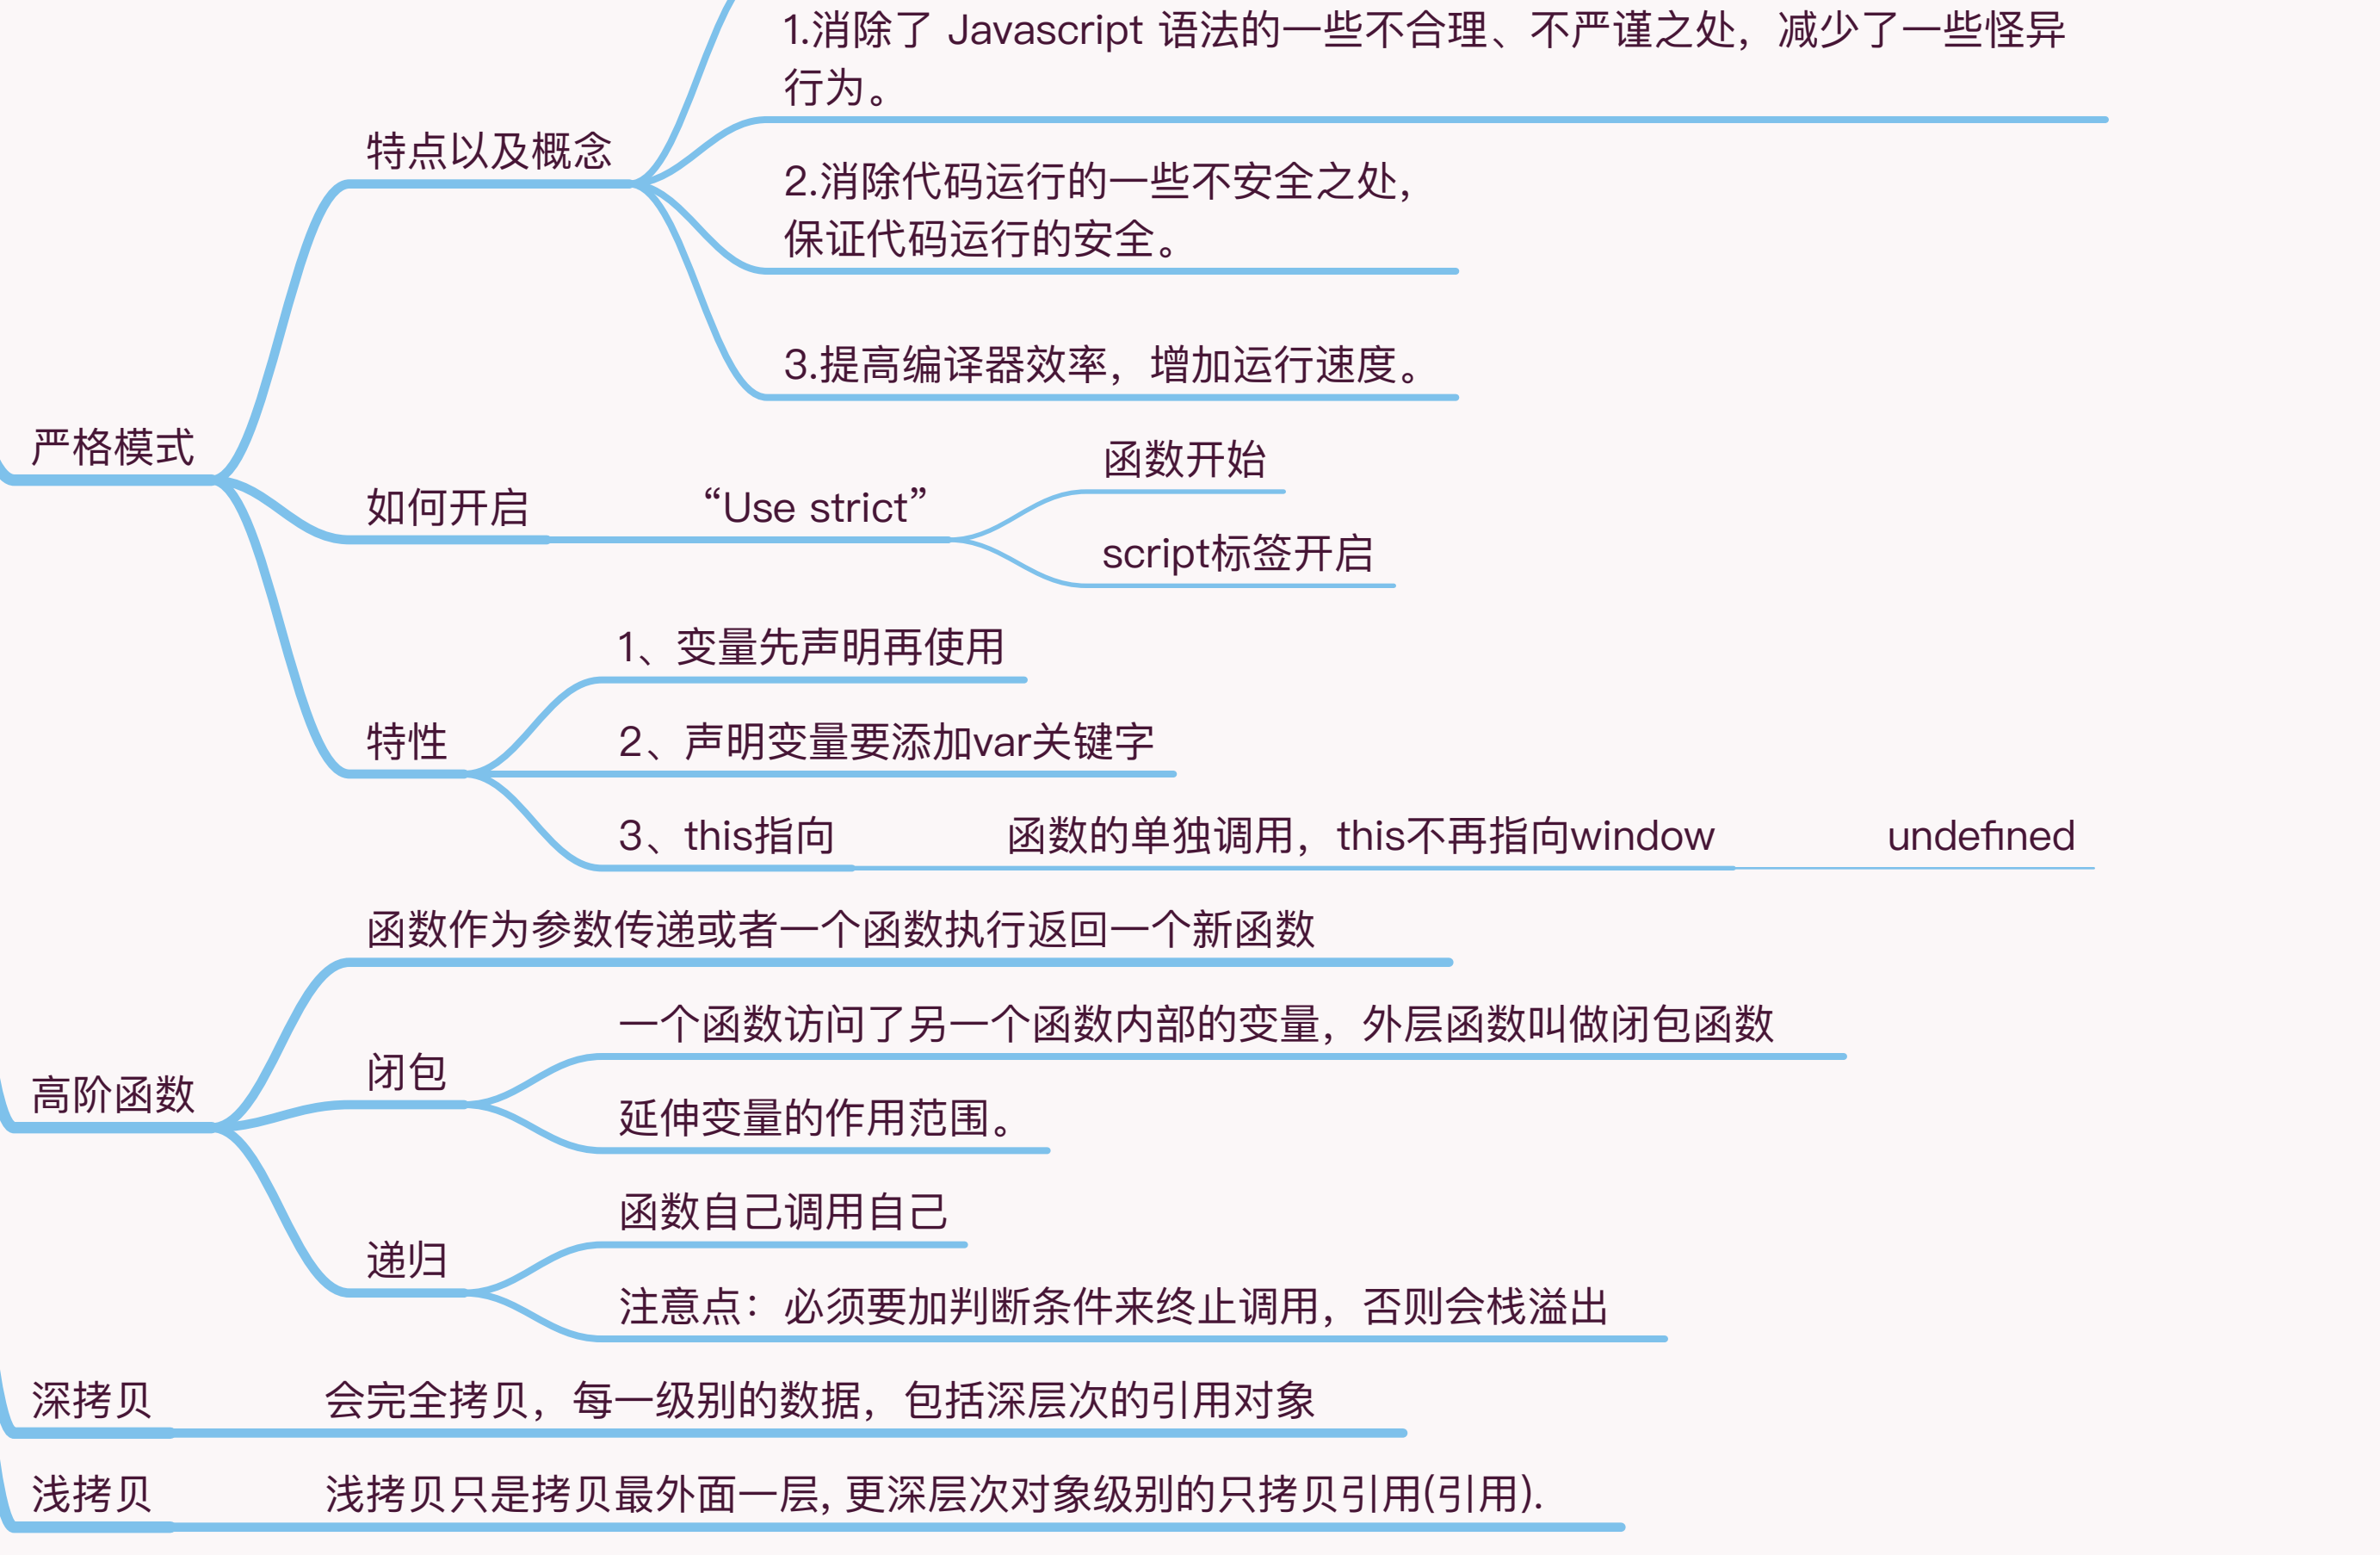 1.消除了 Javascript 语法的一些不合理、不严谨之处，减少了一些怪异
行为。
特点以及概念
2.消除代码运行的一些不安全之处，
保证代码运行的安全。
3.提高编译器效率，增加运行速度。
严格模式
函数开始
如何开启
“Use strict”
script标签开启
1、变量先声明再使用
特性
2、声明变量要添加var关键字
3、this指向
函数的单独调用，this不再指向window
undefined
函数作为参数传递或者一个函数执行返回一个新函数
一个函数访问了另一个函数内部的变量，外层函数叫做闭包函数
闭包
高阶函数
延伸变量的作用范围。
函数自己调用自己
递归
注意点：必须要加判断条件来终止调用，否则会栈溢出
深拷贝
会完全拷贝，每一级别的数据，包括深层次的引用对象
浅拷贝
浅拷贝只是拷贝最外面一层, 更深层次对象级别的只拷贝引用(引用).